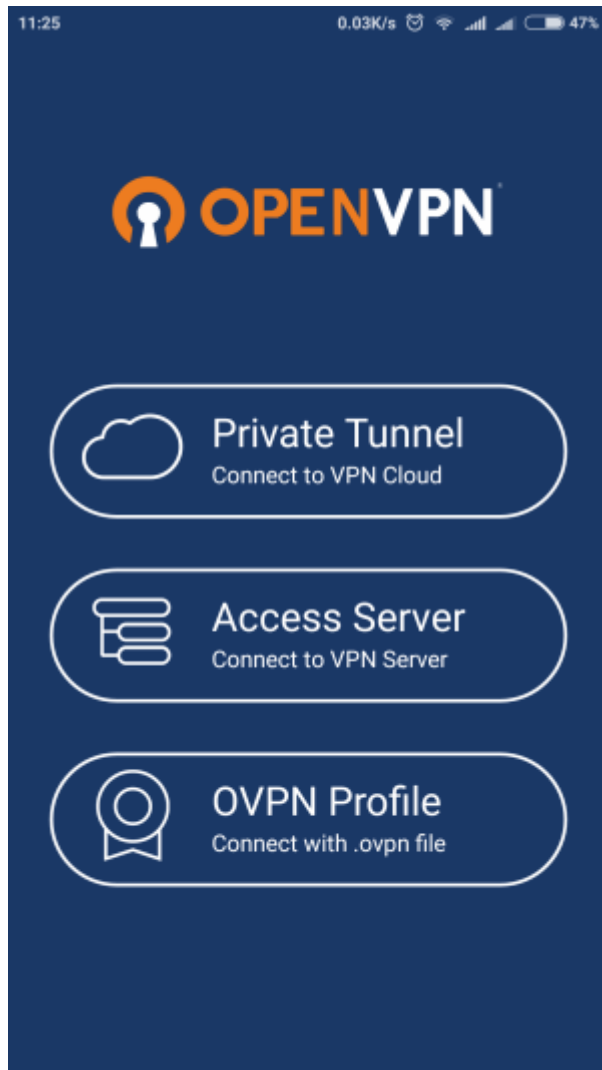 11:25 0.03K/s 47%
OPENVPN
Private Tunnel
Connect to VPN Cloud
Access Server
Connect to VPN Server
OVPN Profile
Connect with .ovpn file